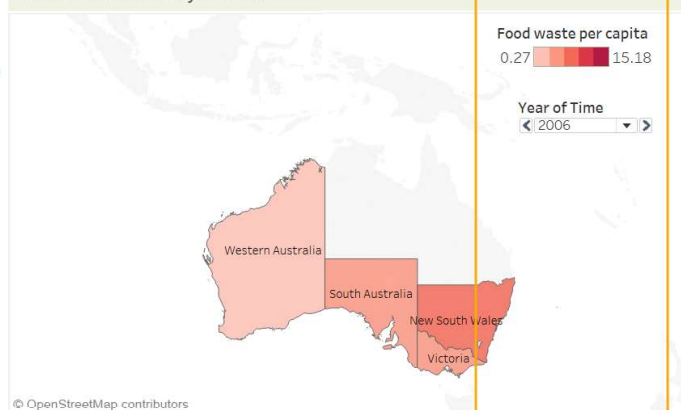 Food waste per capita
0.27 15.18
Year of Time
2006
Western Australia
South Australia
New South Wales
Victoria
© OpenStreetMap contributors